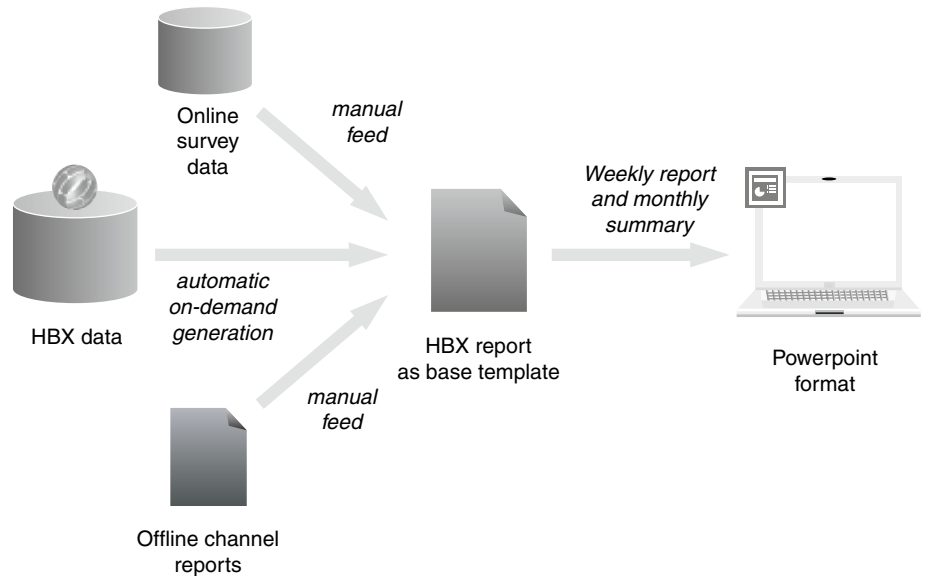 Online
survey
data
manual
feed
HBX data
automatic
on-demand
generation
manual
feed
Offline channel
reports
HBX report
as base template
Weekly report
and monthly
summary
Powerpoint
format